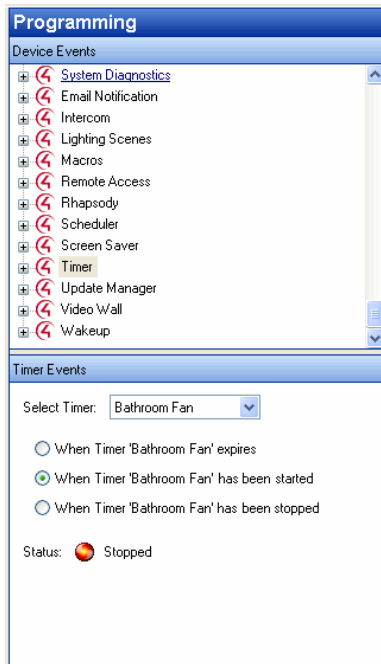 Programming
Device Events
System Diagnostics
Email Notification
Intercom
Lighting Scenes
Macros
Remote Access
Rhapsody
Scheduler
Screen Saver
Timer
Update Manager
Video Wall
Wakeup
Timer Events
Select Timer: Bathroom Fan
When Timer 'Bathroom Fan' expires
When Timer 'Bathroom Fan' has been started
When Timer 'Bathroom Fan' has been stopped
Status: Stopped